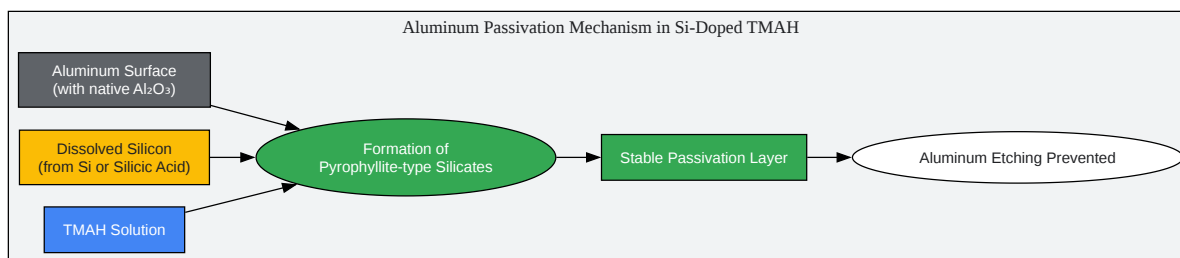 Aluminum Passivation Mechanism in Si-Doped TMAH
Aluminum Surface
(with native Al₂O₃)
Dissolved Silicon
(from Si or Silicic Acid)
TMAH Solution
Formation of
Pyrophyllite-type Silicates
Stable Passivation Layer
Aluminum Etching Prevented